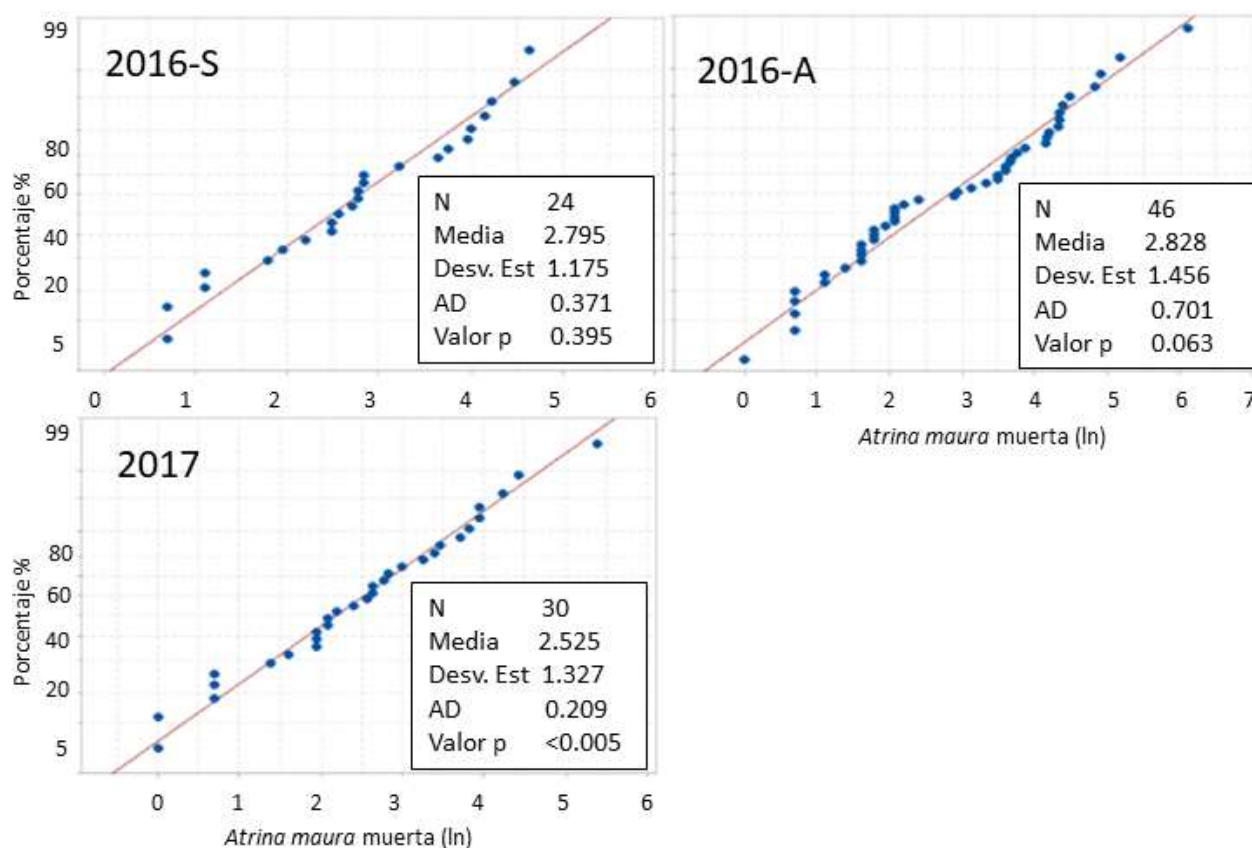 99
80
60
40
20
5
Porcentaje %
2016-S
N 24
Media 2.795
Desv. Est 1.175
AD 0.371
Valor p 0.395
0 1 2 3 4 5 6
2016-A
N 46
Media 2.828
Desv. Est 1.456
AD 0.701
Valor p 0.063
0 1 2 3 4 5 6 7
Atrina maura muerta (ln)
99
80
60
40
20
5
Porcentaje %
2017
N 30
Media 2.525
Desv. Est 1.327
AD 0.209
Valor p <0.005
0 1 2 3 4 5 6
Atrina maura muerta (ln)